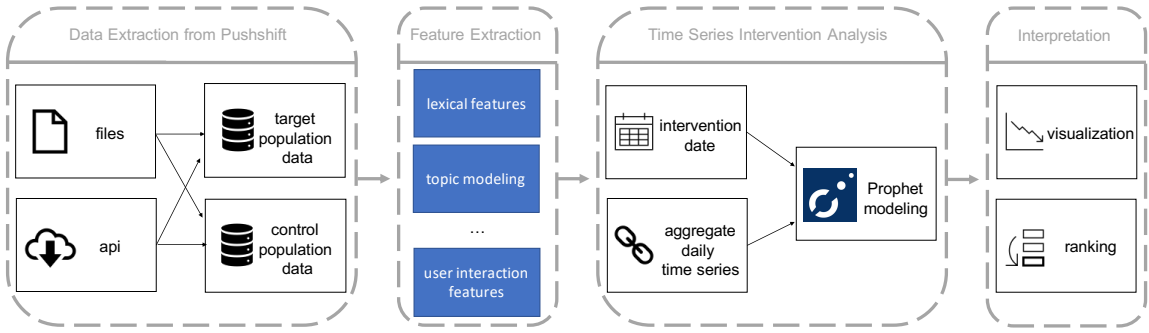 Data Extraction from Pushshift
files
api
target
population
data
control
population
data
Feature Extraction
lexical features
topic modeling
...
user interaction
features
Time Series Intervention Analysis
intervention
date
aggregate
daily
time series
Prophet
modeling
Interpretation
visualization
ranking